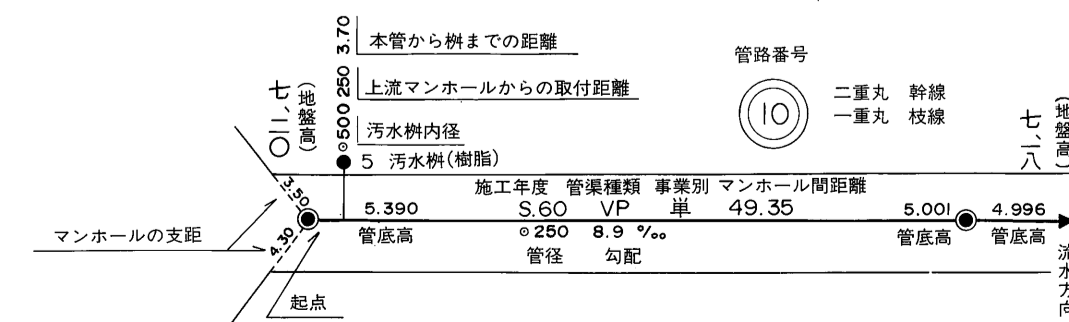 3.70
本管から桝までの距離
250
上流マンホールからの取付距離
◎500
汚水桝内径
5 汚水桝(樹脂)
七、〇二
(地盤高)
管路番号
10
二重丸 幹線
一重丸 枝線
七、一八
(地盤高)
施工年度 管渠種類 事業別 マンホール間距離
3.50
5.390 S.60 VP 単 49.35 5.001 4.996
管底高 ◎250 8.9 ‰ 管底高 管底高
管径 勾配
マンホールの支距
4.30
起点
流水方向